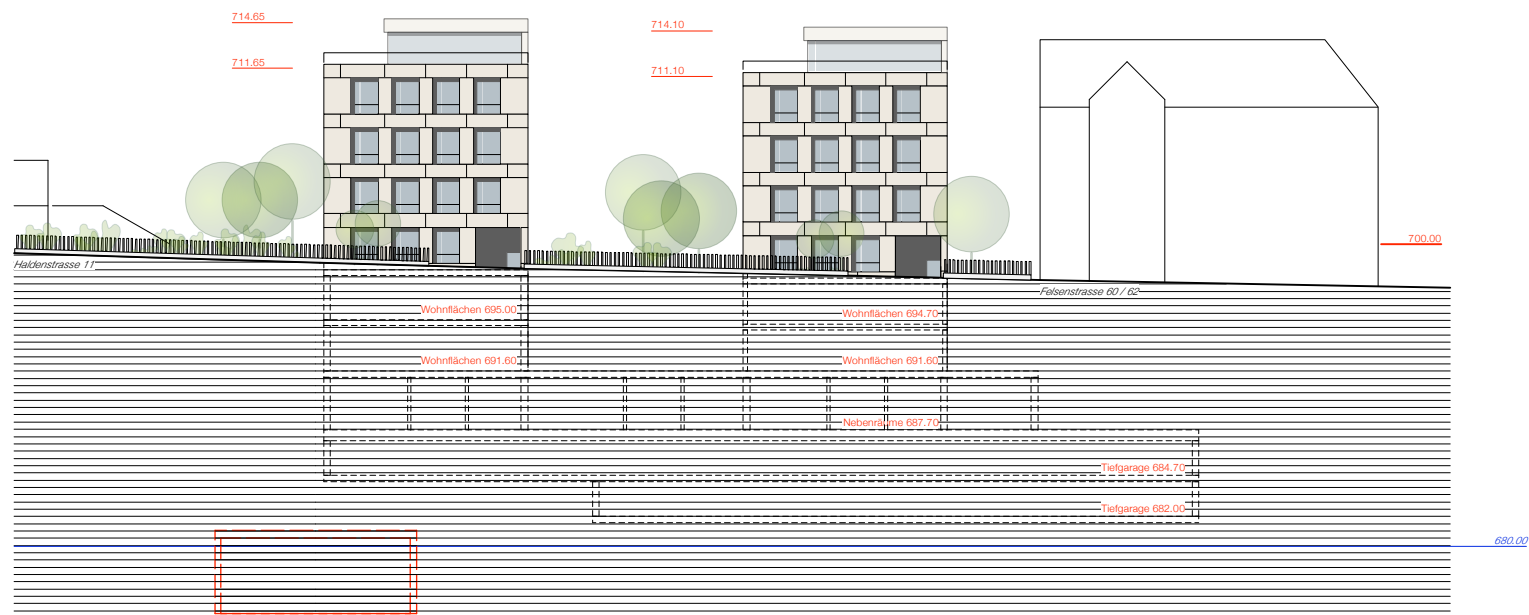 714.65
714.10
711.65
711.10
700.00
Haldenstrasse 11
Felsenstrasse 60 / 62
Wohnflächen 695.00
Wohnflächen 694.70
Wohnflächen 691.60
Wohnflächen 691.60
Nebenräume 687.70
Tiefgarage 684.70
Tiefgarage 682.00
680.00